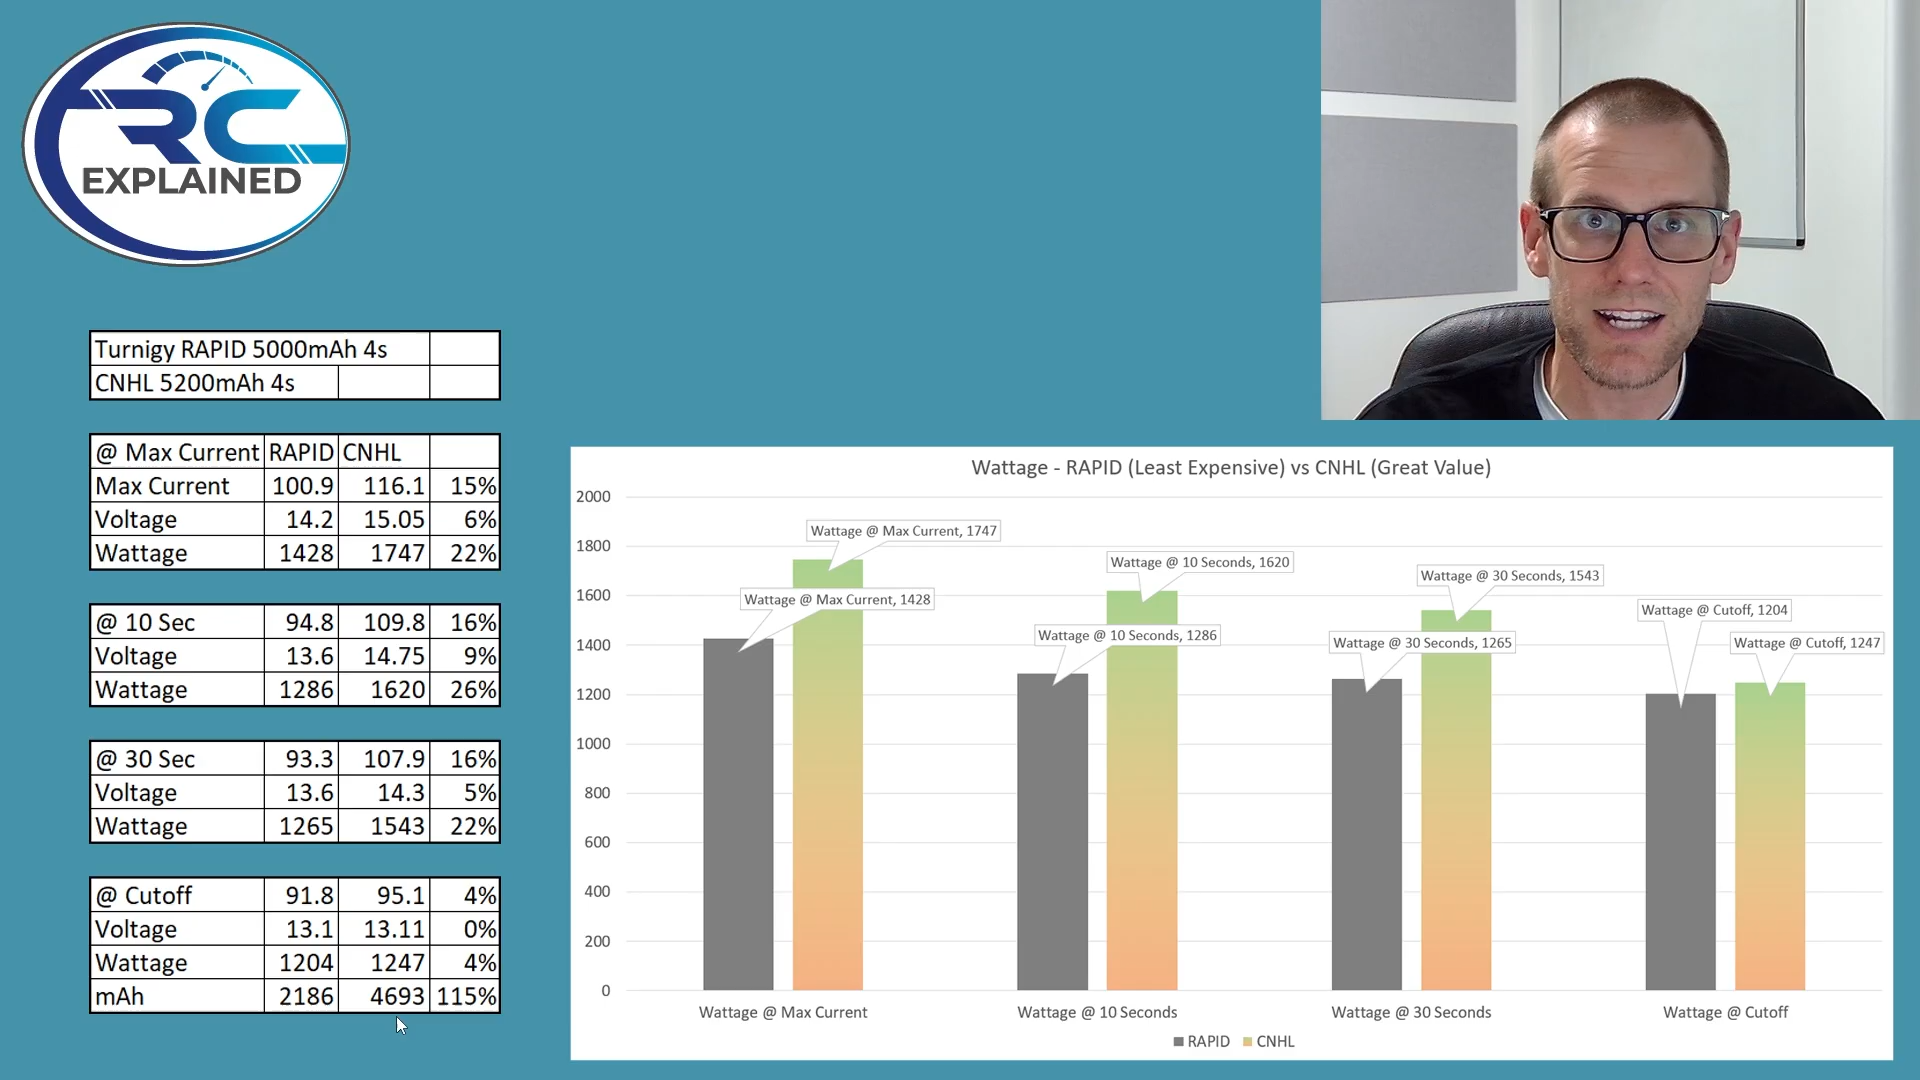 RC
EXPLAINED
Turnigy RAPID 5000mAh 4s
CNHL 5200mAh 4s
@ Max Current RAPID CNHL
Max Current 100.9 116.1 15%
Voltage 14.2 15.05 6%
Wattage 1428 1747 22%
@ 10 Sec 94.8 109.8 16%
Voltage 13.6 14.75 9%
Wattage 1286 1620 26%
@ 30 Sec 93.3 107.9 16%
Voltage 13.6 14.3 5%
Wattage 1265 1543 22%
@ Cutoff 91.8 95.1 4%
Voltage 13.1 13.11 0%
Wattage 1204 1247 4%
mAh 2186 4693 115%
Wattage - RAPID (Least Expensive) vs CNHL (Great Value)
2000
1800
1600
1400
1200
1000
800
600
400
200
0
Wattage @ Max Current, 1747
Wattage @ Max Current, 1428
Wattage @ 10 Seconds, 1620
Wattage @ 10 Seconds, 1286
Wattage @ 30 Seconds, 1543
Wattage @ 30 Seconds, 1265
Wattage @ Cutoff, 1204
Wattage @ Cutoff, 1247
Wattage @ Max Current
Wattage @ 10 Seconds
Wattage @ 30 Seconds
Wattage @ Cutoff
RAPID CNHL